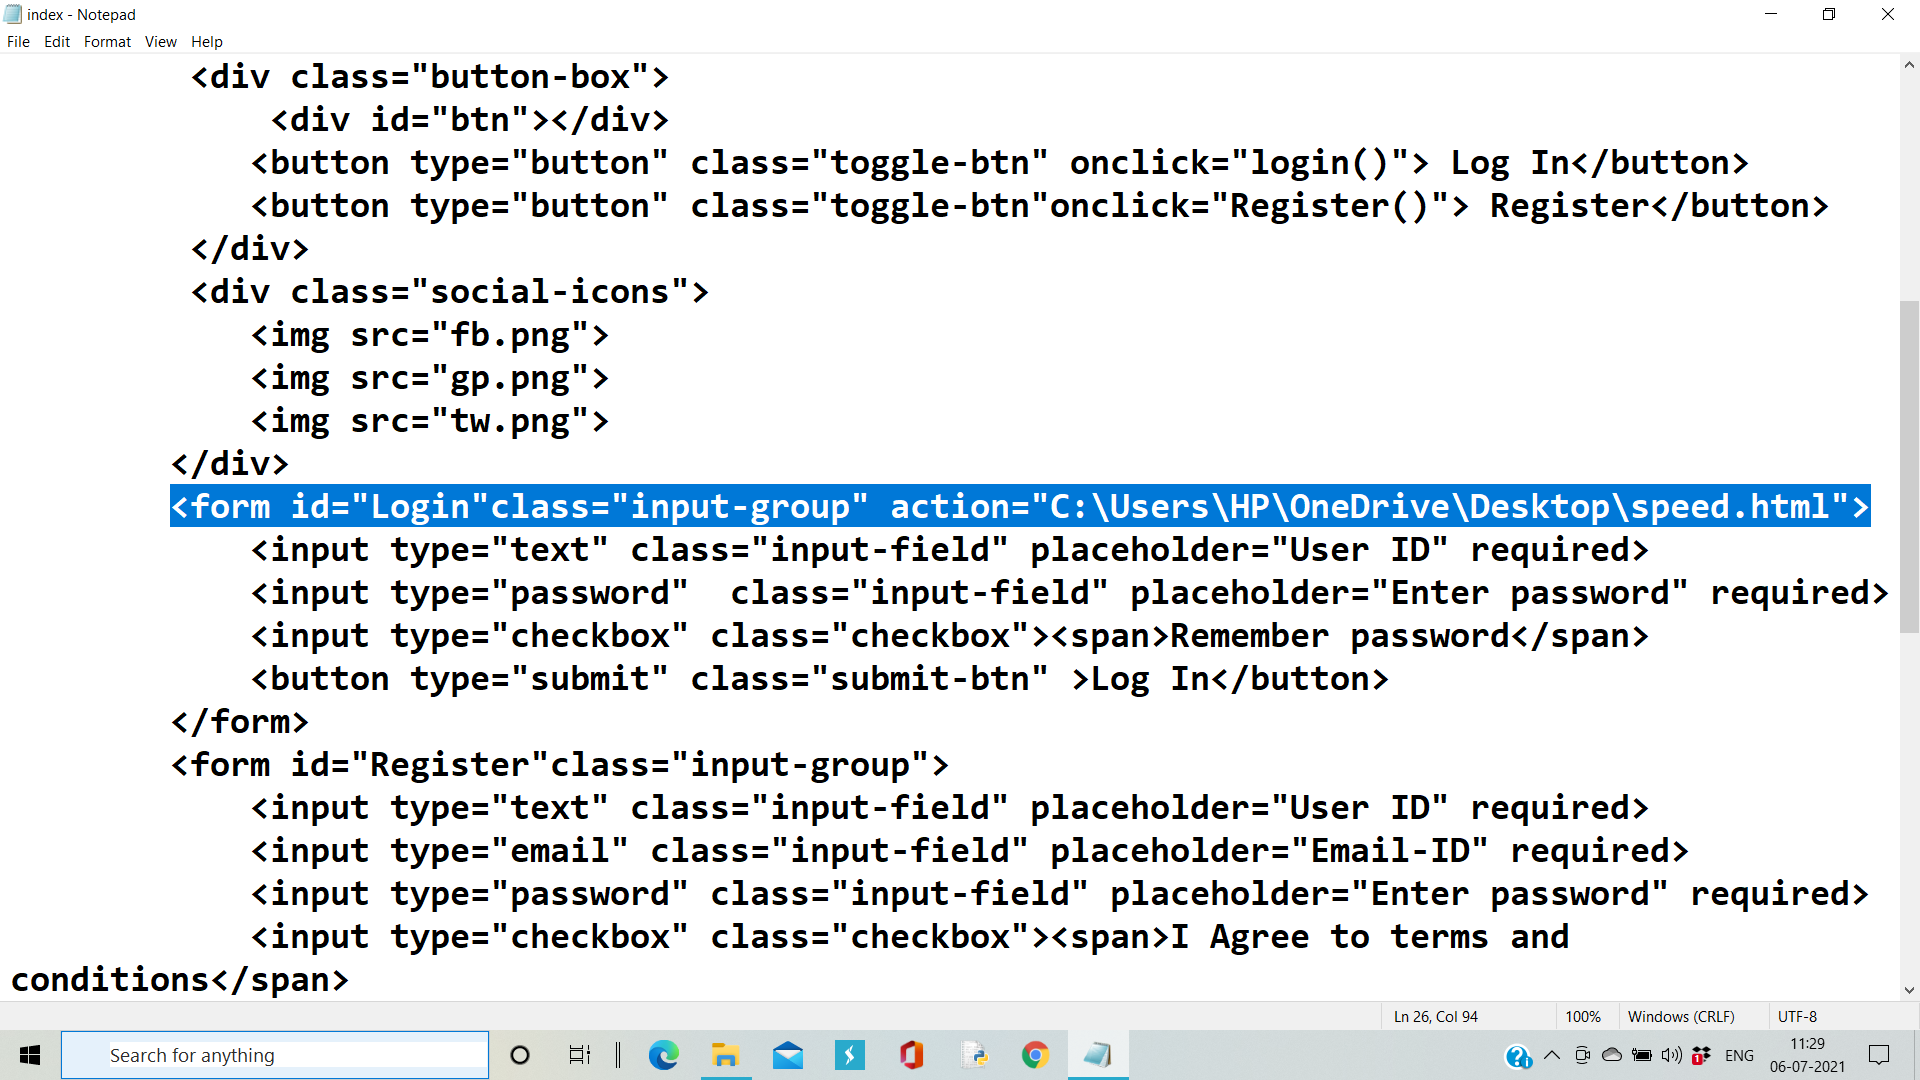 index - Notepad
File Edit Format View Help
<div class="button-box">
<div id="btn"></div>
<button type="button" class="toggle-btn" onclick="login()"> Log In</button>
<button type="button" class="toggle-btn"onclick="Register()"> Register</button>
</div>
<div class="social-icons">
<img src="fb.png">
<img src="gp.png">
<img src="tw.png">
</div>
<form id="Login"class="input-group" action="C:\Users\HP\OneDrive\Desktop\speed.html">
<input type="text" class="input-field" placeholder="User ID" required>
<input type="password"  class="input-field" placeholder="Enter password" required>
<input type="checkbox" class="checkbox"><span>Remember password</span>
<button type="submit" class="submit-btn" >Log In</button>
</form>
<form id="Register"class="input-group">
<input type="text" class="input-field" placeholder="User ID" required>
<input type="email" class="input-field" placeholder="Email-ID" required>
<input type="password" class="input-field" placeholder="Enter password" required>
<input type="checkbox" class="checkbox"><span>I Agree to terms and
conditions</span>
Ln 26, Col 94 100% Windows (CRLF) UTF-8
Search for anything
1
ENG
11:29
06-07-2021